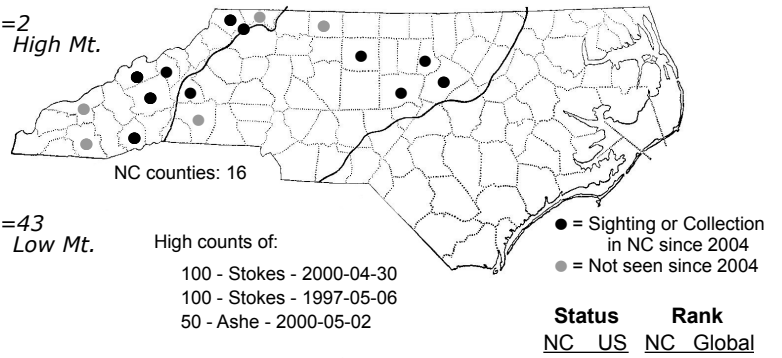 =2
High Mt.
NC counties: 16
=43
Low Mt.
High counts of:
100 - Stokes - 2000-04-30
100 - Stokes - 1997-05-06
50 - Ashe - 2000-05-02
= Sighting or Collection
in NC since 2004
= Not seen since 2004
Status Rank
NC US NC Global